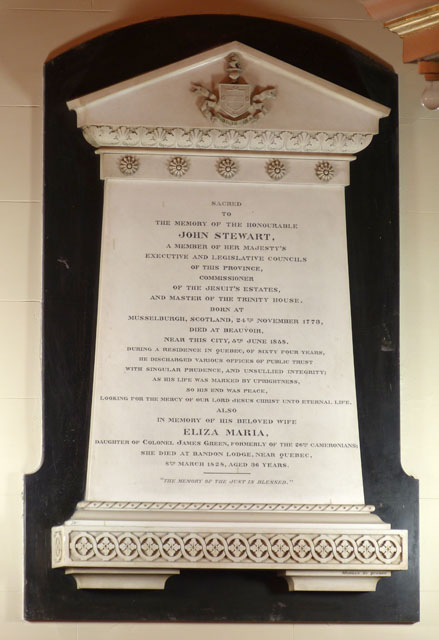 SACRED
TO
THE MEMORY OF THE HONOURABLE
JOHN STEWART,
A MEMBER OF HER MAJESTY'S
EXECUTIVE AND LEGISLATIVE COUNCILS
OF THIS PROVINCE,
COMMISSIONER
OF THE JESUIT'S ESTATES,
AND MASTER OF THE TRINITY HOUSE,
BORN AT
MUSSELBURGH, SCOTLAND, 24TH NOVEMBER 1773,
DIED AT BEAUVOIR,
NEAR THIS CITY, 5TH JUNE 1858.
DURING A RESIDENCE IN QUEBEC, OF SIXTY FOUR YEARS,
HE DISCHARGED VARIOUS OFFICES OF PUBLIC TRUST
WITH SINGULAR PRUDENCE, AND UNSULLIED INTEGRITY;
AS HIS LIFE WAS MARKED BY UPRIGHTNESS,
SO HIS END WAS PEACE,
LOOKING FOR THE MERCY OF OUR LORD JESUS CHRIST UNTO ETERNAL LIFE.
ALSO
IN MEMORY OF HIS BELOVED WIFE
ELIZA MARIA,
DAUGHTER OF COLONEL JAMES GREEN, FORMERLY OF THE 26TH CAMERONIANS;
SHE DIED AT BANDON LODGE, NEAR QUEBEC,
8TH MARCH 1828, AGED 36 YEARS.
"THE MEMORY OF THE JUST IS BLESSED."